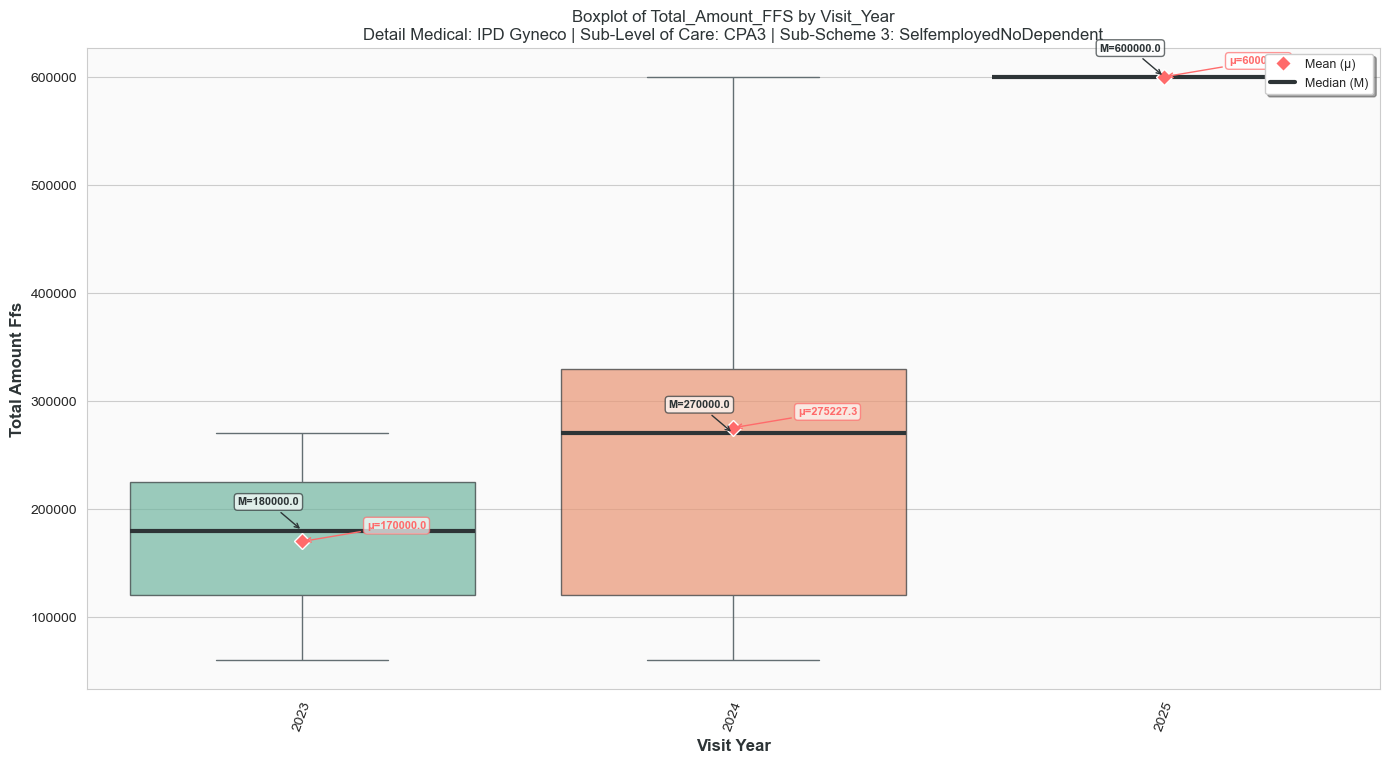 Boxplot of Total_Amount_FFS by Visit_Year
Detail Medical: IPD Gyneco | Sub-Level of Care: CPA3 | Sub-Scheme 3: SelfemployedNoDependent
M=600000.0
Mean (μ)
Median (M)
600000
500000
400000
300000
200000
100000
M=270000.0
μ=275227.3
M=180000.0
μ=170000.0
Total Amount Ffs
2023
2024
2025
Visit Year